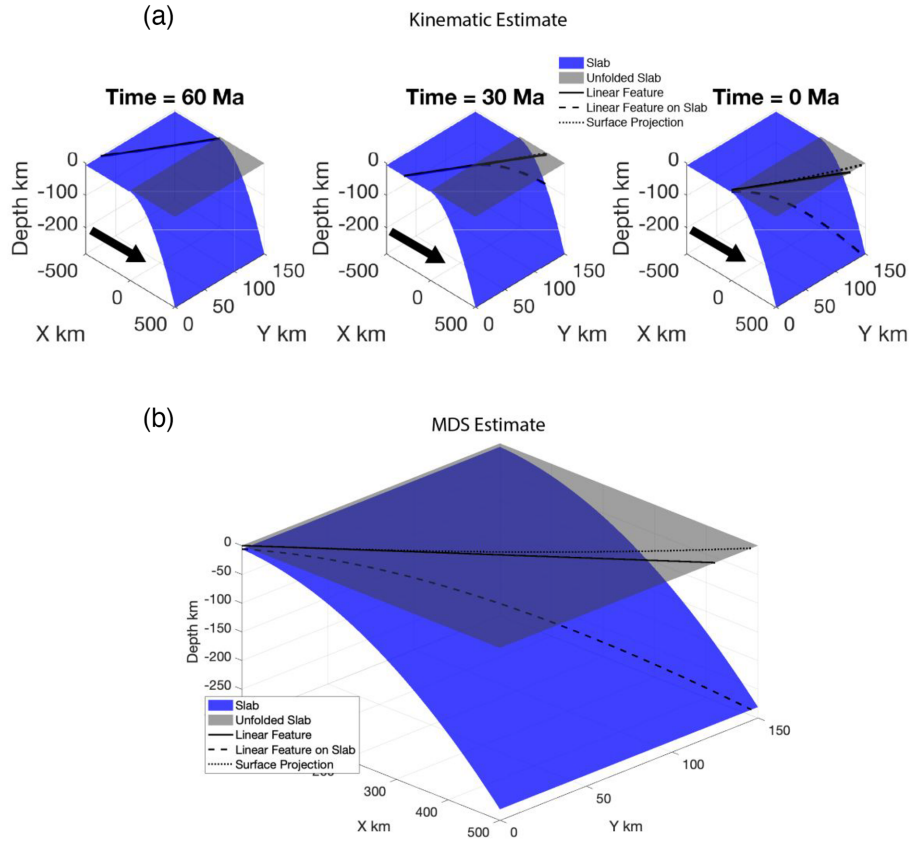 (a)
Kinematic Estimate
Slab
Unfolded Slab
Linear Feature
Linear Feature on Slab
Surface Projection
Time = 60 Ma
Time = 30 Ma
Time = 0 Ma
0
-100
-200
Depth km
-500
0
500
X km
0
50
100
150
Y km
0
-100
-200
Depth km
-500
0
500
X km
0
50
100
150
Y km
0
-100
-200
Depth km
-500
0
500
X km
0
50
100
150
Y km
(b)
MDS Estimate
0
-50
-100
-150
-200
-250
Depth km
Slab
Unfolded Slab
Linear Feature
Linear Feature on Slab
Surface Projection
300
400
500
X km
0
50
100
150
Y km